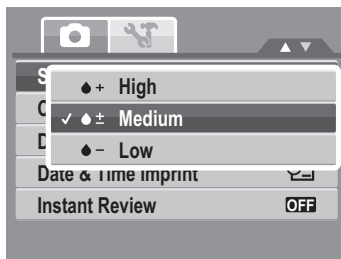 S
High
C
Medium
D
Low
Date & Time Imprint
Instant Review
OFF